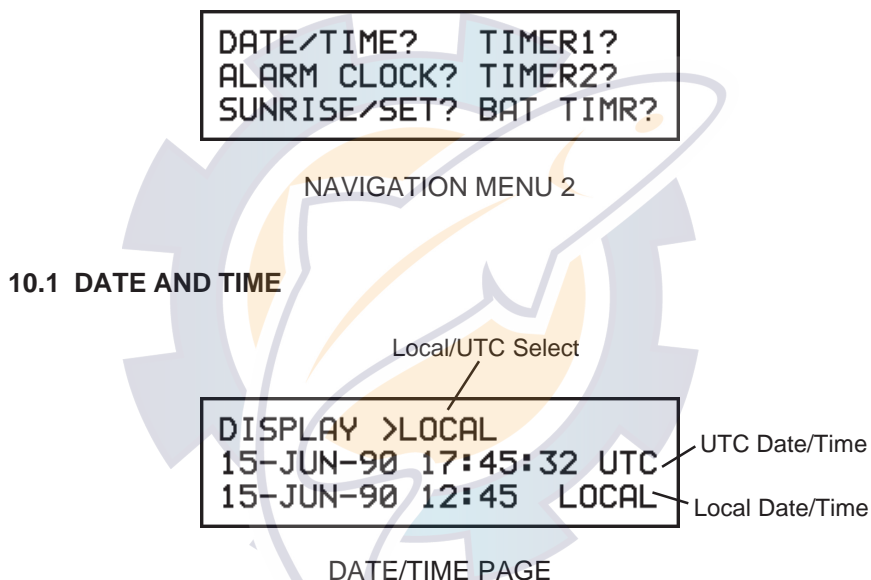 DATE/TIME? TIMER1?
ALARM CLOCK? TIMER2?
SUNRISE/SET? BAT TIMR?
NAVIGATION MENU 2
10.1 DATE AND TIME
Local/UTC Select
DISPLAY >LOCAL
15-JUN-90 17:45:32 UTC
15-JUN-90 12:45 LOCAL
UTC Date/Time
Local Date/Time
DATE/TIME PAGE